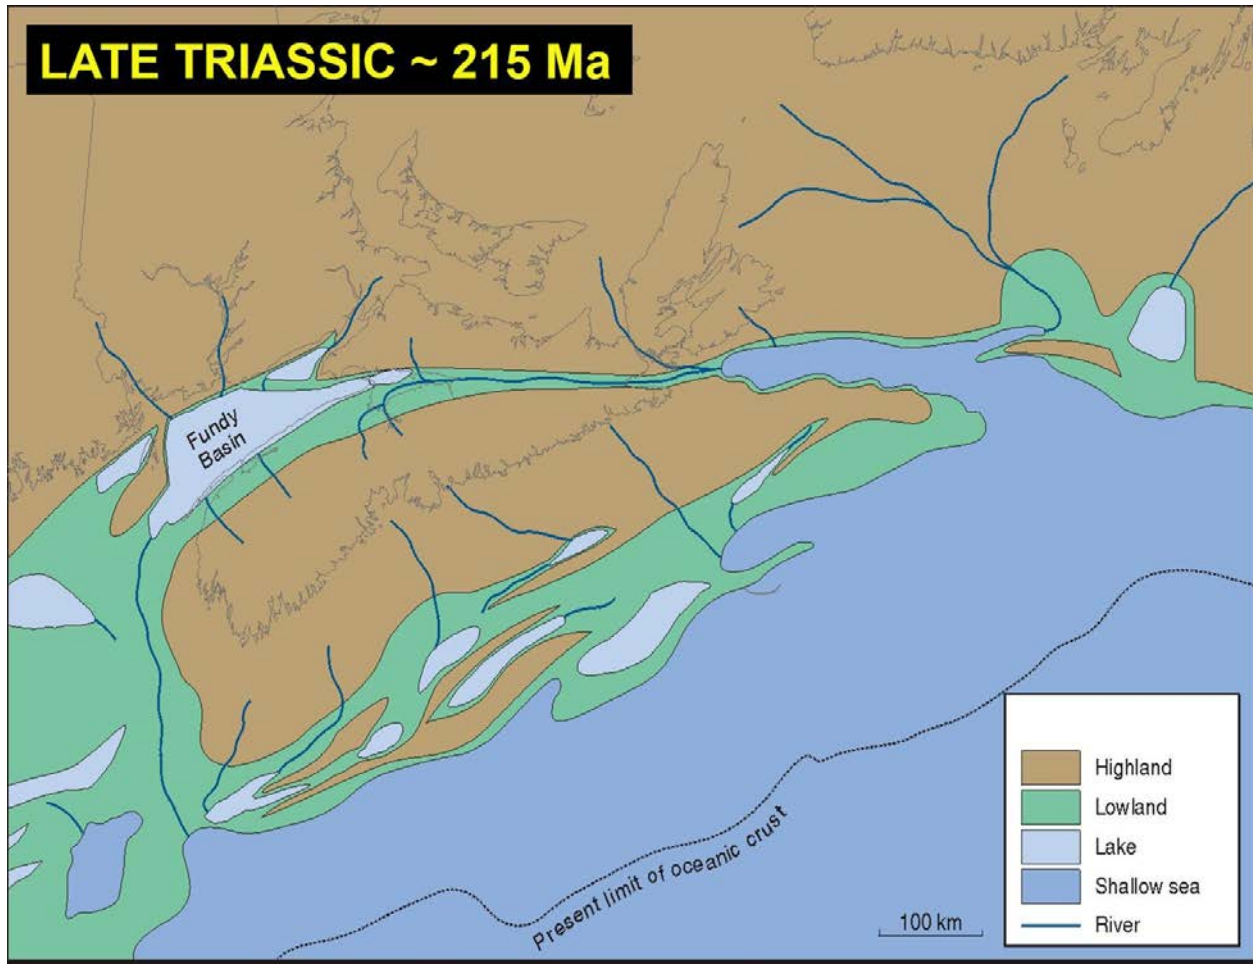 LATE TRIASSIC ~ 215 Ma
Fundy
Basin
Present limit of oceanic crust
100 km
Highland
Lowland
Lake
Shallow sea
River